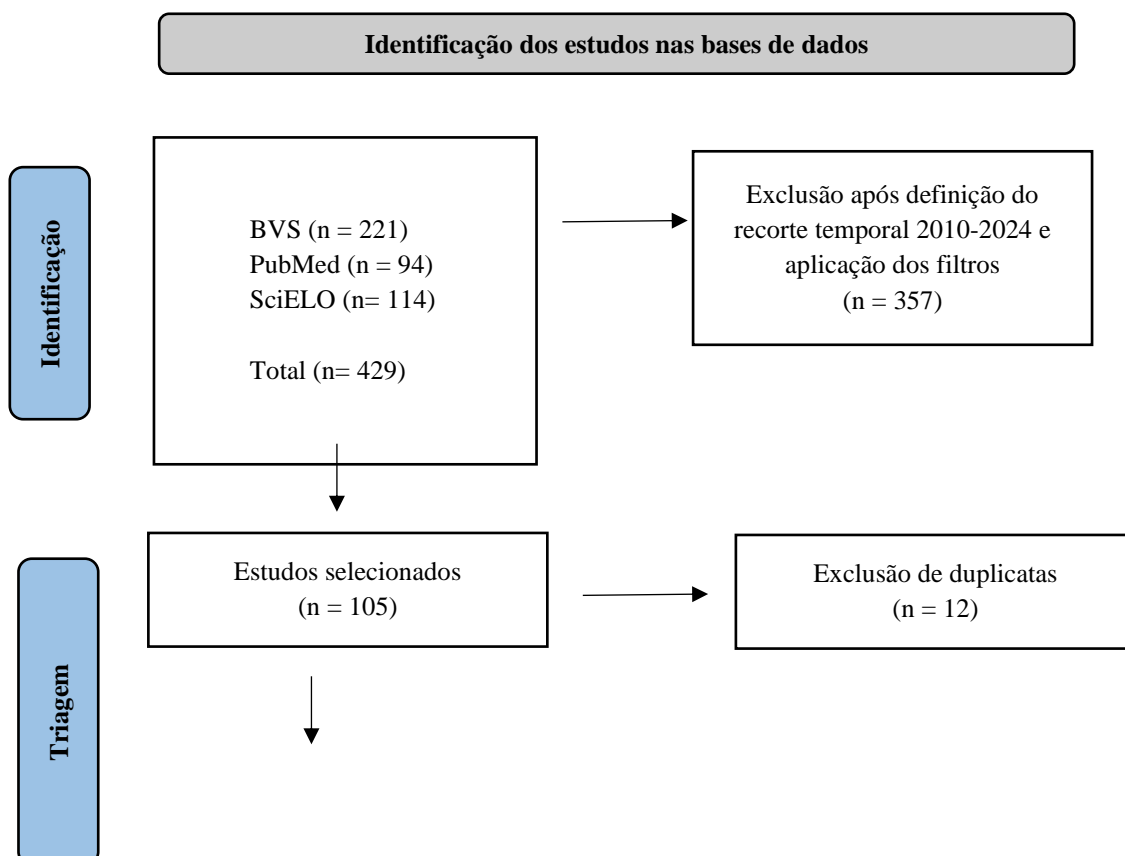 Identificação dos estudos nas bases de dados
Identificação
BVS (n = 221)
PubMed (n = 94)
SciELO (n= 114)
Total (n= 429)
Exclusão após definição do
recorte temporal 2010-2024 e
aplicação dos filtros
(n = 357)
Triagem
Estudos selecionados
(n = 105)
Exclusão de duplicatas
(n = 12)